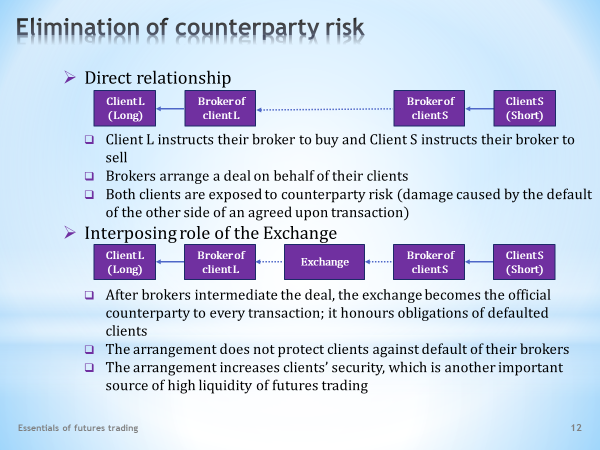 Elimination of counterparty risk
Direct relationship
Client L
(Long)
Broker of
client L
Broker of
client S
Client S
(Short)
Client L instructs their broker to buy and Client S instructs their broker to
sell
Brokers arrange a deal on behalf of their clients
Both clients are exposed to counterparty risk (damage caused by the default
of the other side of an agreed upon transaction)
Interposing role of the Exchange
Client L
(Long)
Broker of
client L
Exchange
Broker of
client S
Client S
(Short)
After brokers intermediate the deal, the exchange becomes the official
counterparty to every transaction; it honours obligations of defaulted
clients
The arrangement does not protect clients against default of their brokers
The arrangement increases clients' security, which is another important
source of high liquidity of futures trading
Essentials of futures trading
12